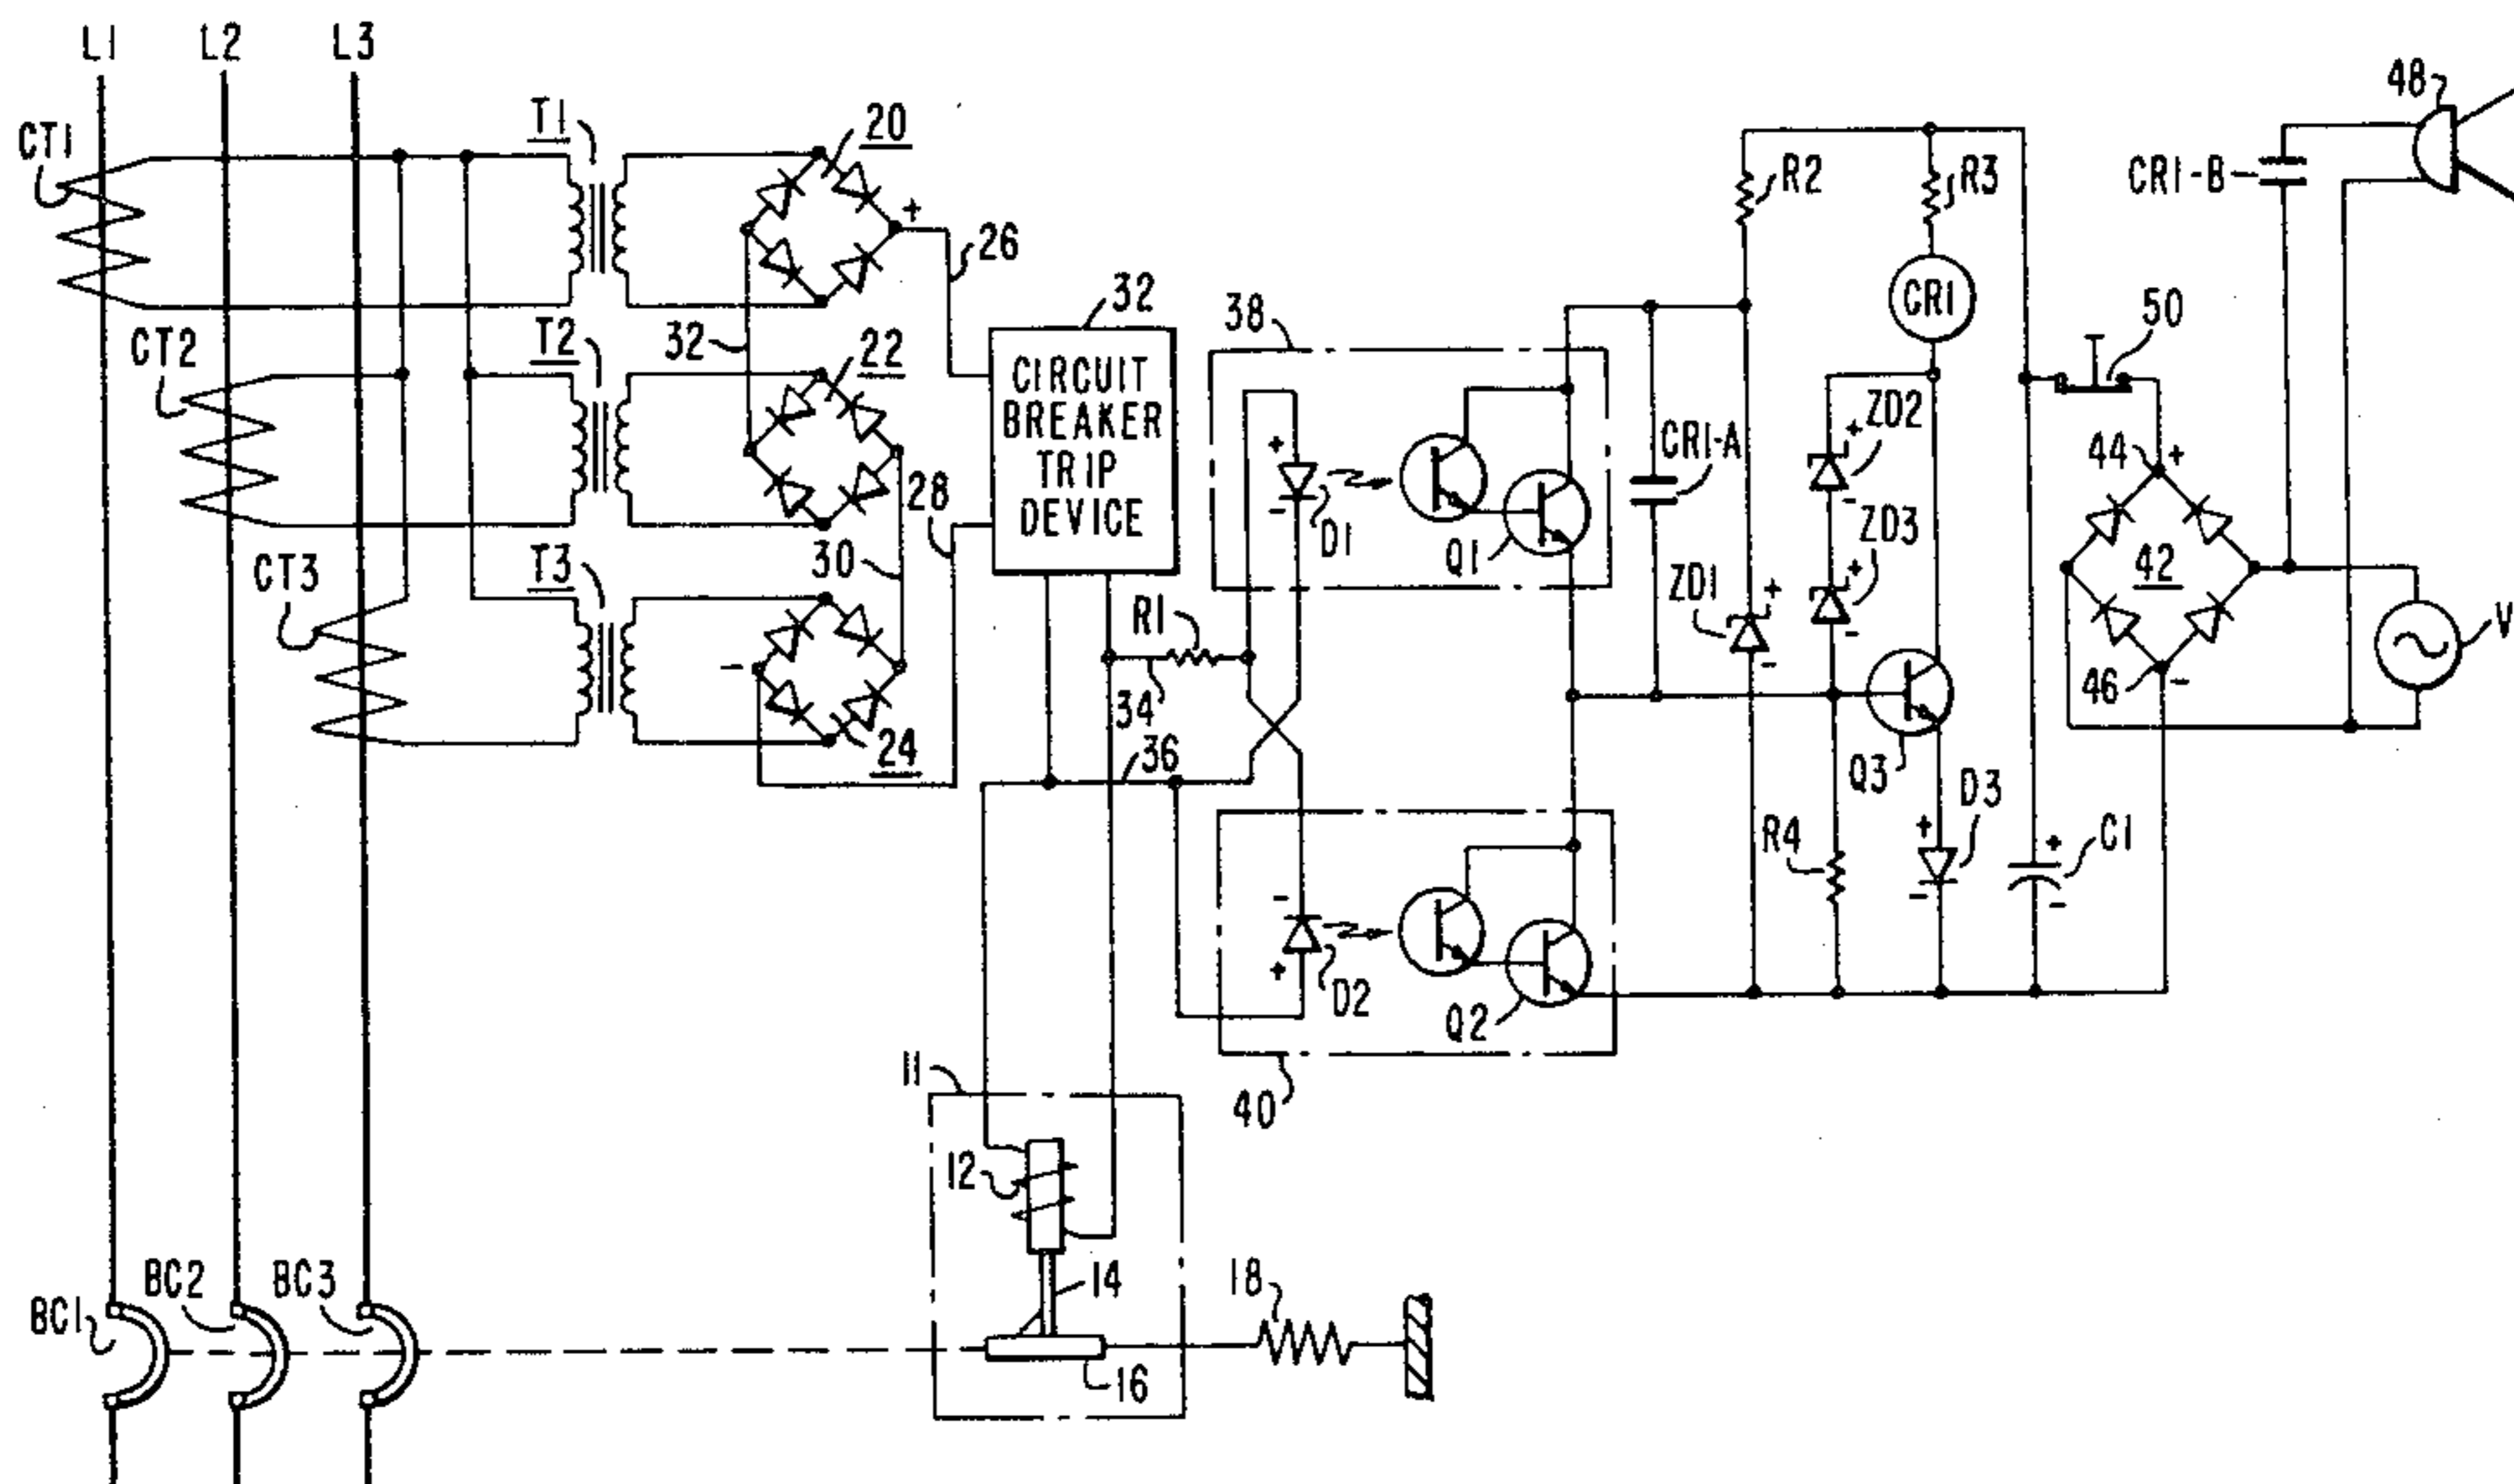 L1 L2 L3
CT1
T1
20
+
26
CT2
T2
22
32
32
CIRCUIT
BREAKER
TRIP
DEVICE
28
CT3
T3
30
-
24
R1
34
36
38
+
-
D1
Q1
CR1-A
R2
R3
CR1
ZD1
+
-
+
ZD2
-
ZD3
+
-
Q3
R4
+
D3
-
+
C1
-
50
44
+
42
46
-
CR1-B
48
V
-
+
D2
Q2
40
11
12
14
16
18
BC1
BC2
BC3